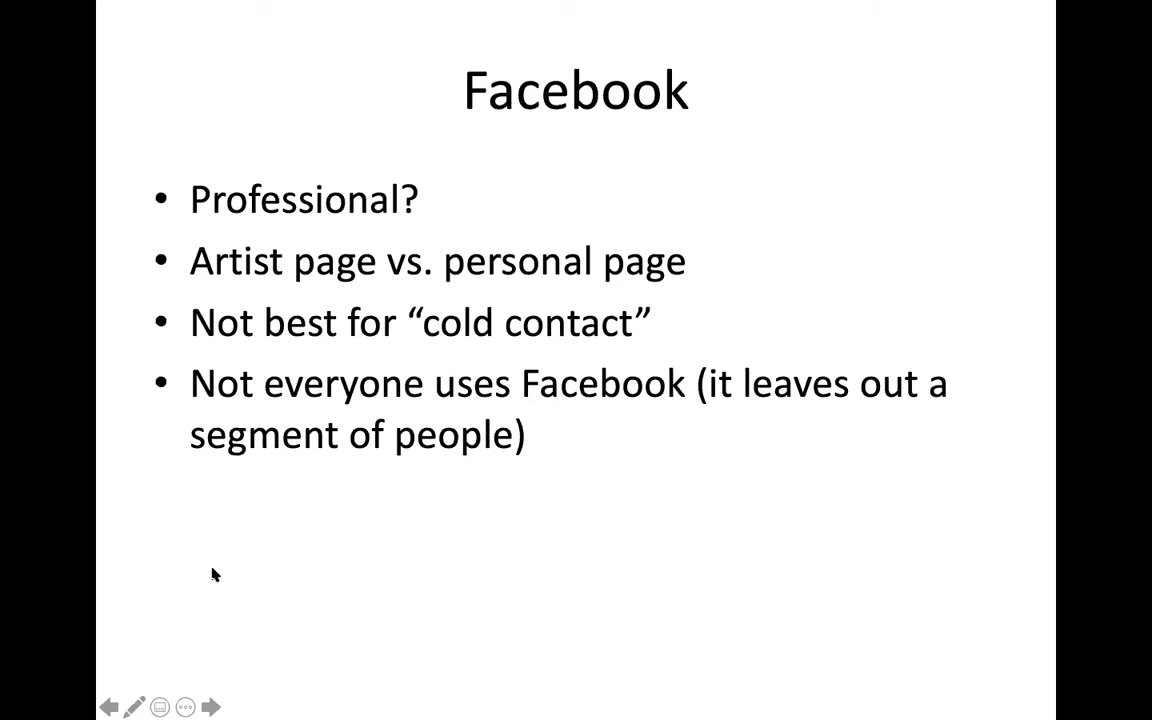 Facebook
• Professional?
• Artist page vs. personal page
• Not best for “cold contact”
• Not everyone uses Facebook (it leaves out a
segment of people)